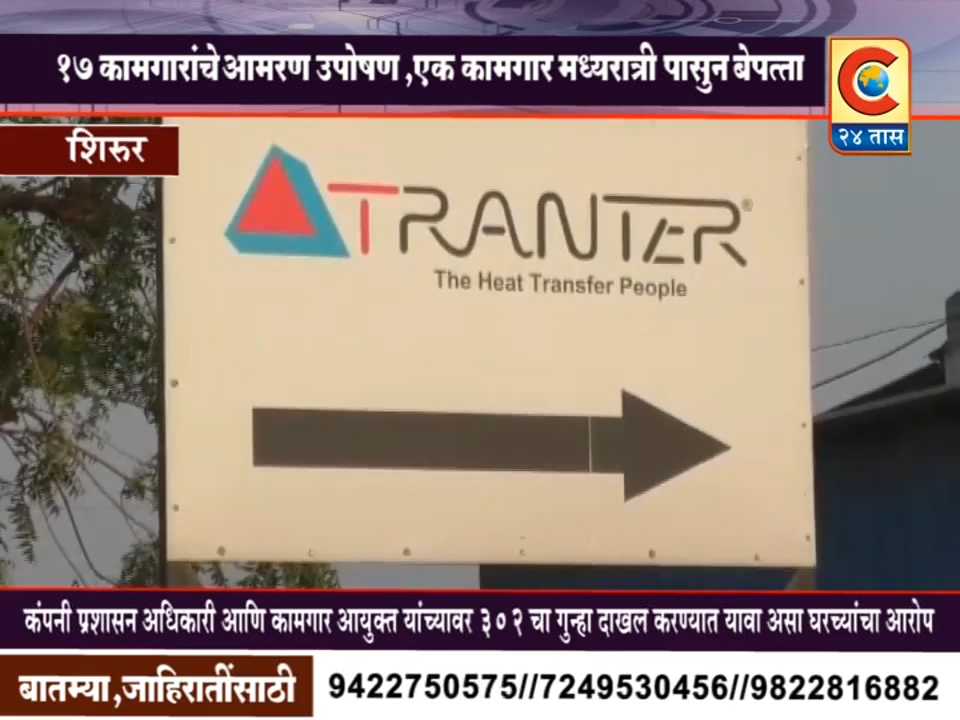 १७ कामगारांचे आमरण उपोषण ,एक कामगार मध्यरात्री पासुन बेपत्ता
C
२४ तास
शिरुर
TRANTER®
The Heat Transfer People
कंपनी प्रशासन अधिकारी आणि कामगार आयुक्त यांच्यावर ३०२ चा गुन्हा दाखल करण्यात यावा असा घरच्यांचा आरोप
बातम्या,जाहिरातींसाठी
9422750575//7249530456//9822816882